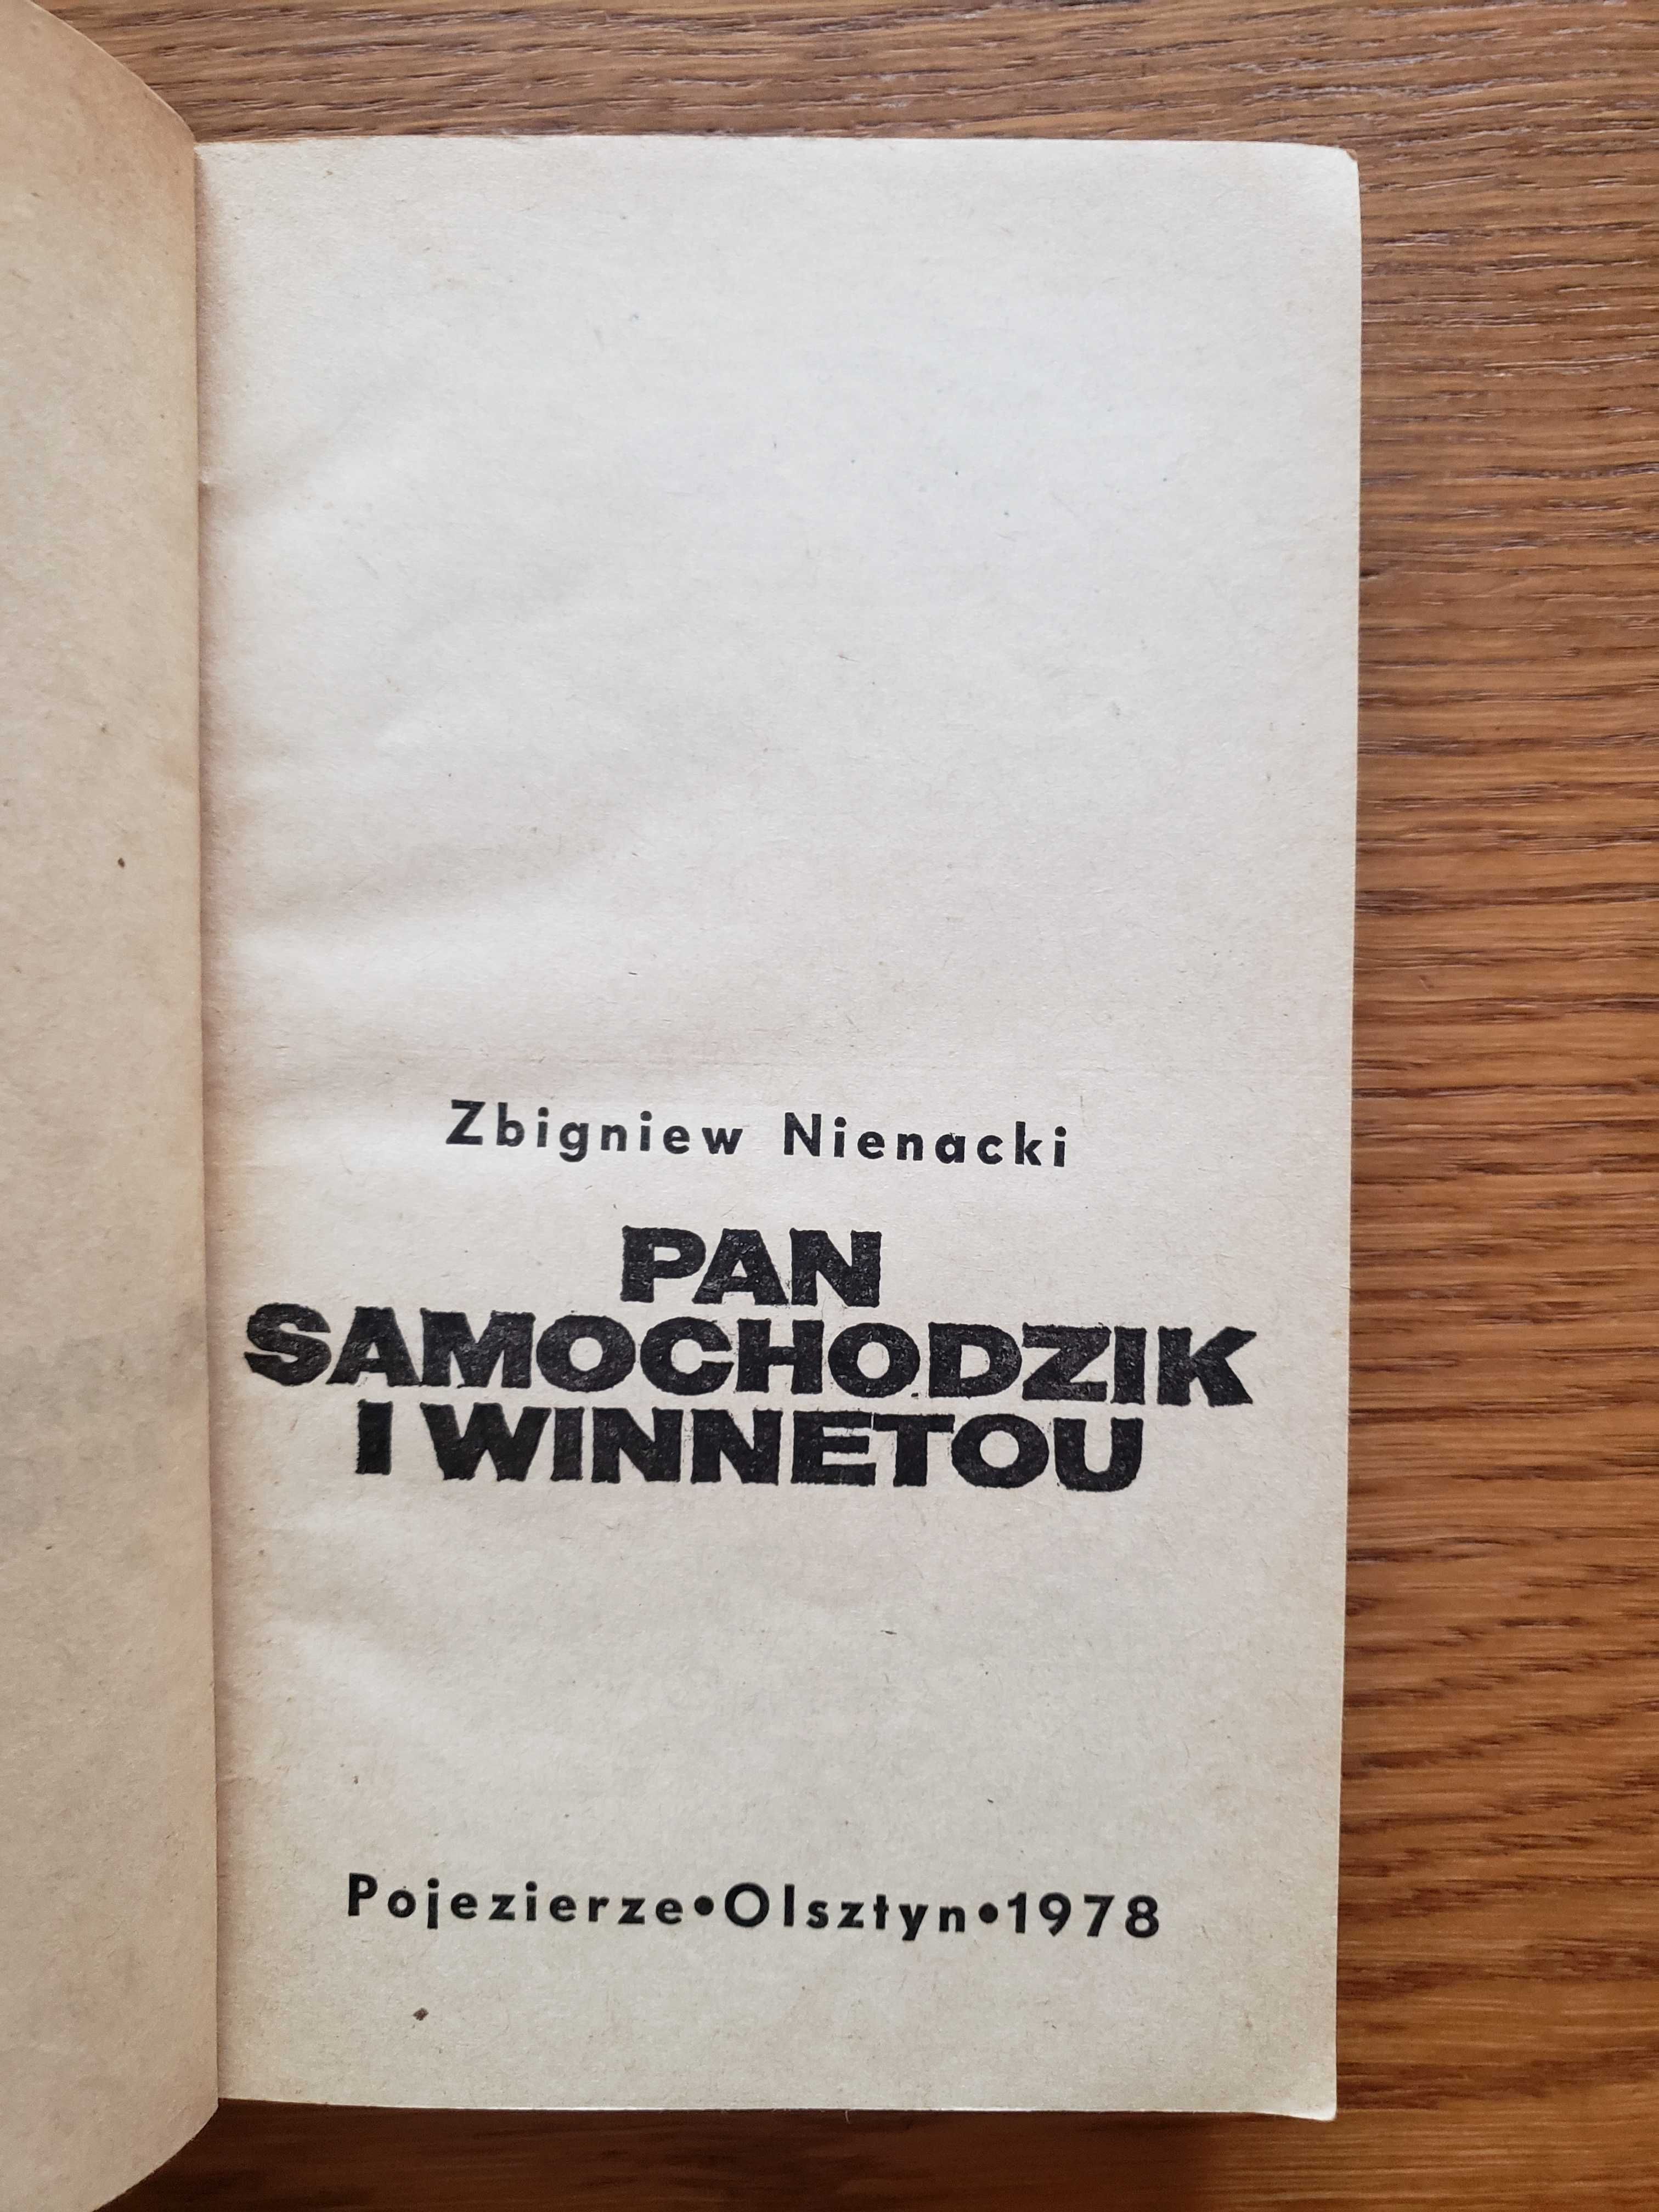 Zbigniew Nienacki
PAN
SAMOCHODZIK
I WINNETOU
Pojezierze•Olsztyn•1978